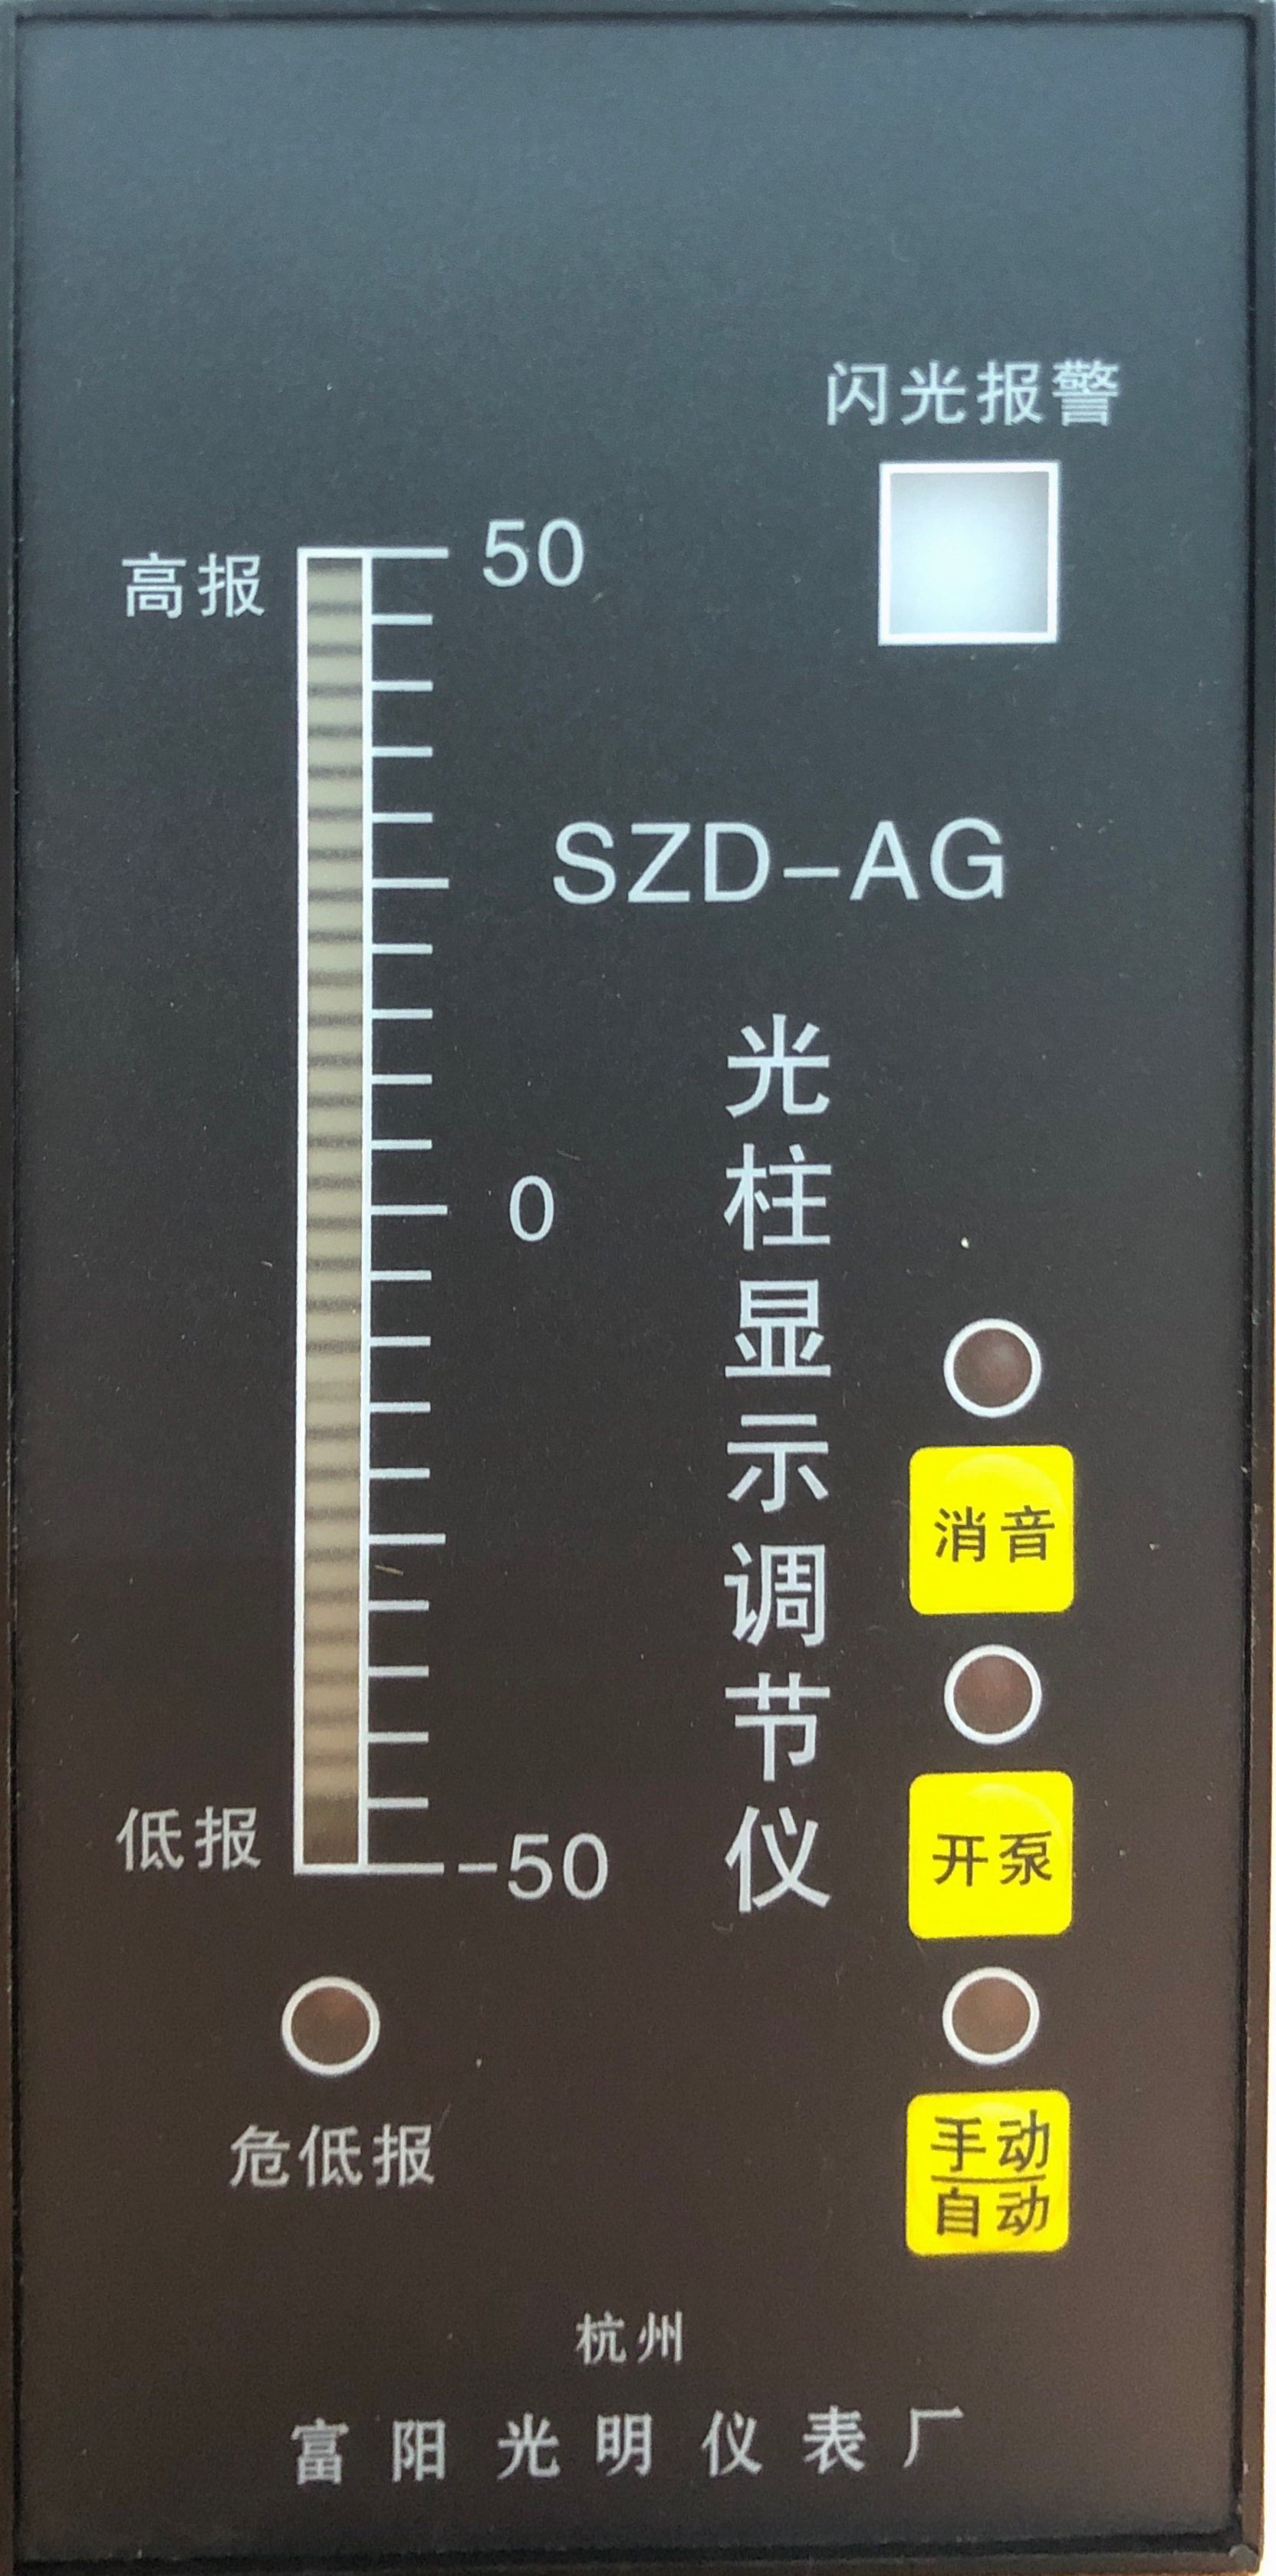 闪光报警
高报
50
SZD-AG
0
光柱显示调节仪
消音
开泵
低报
-50
手动
自动
危低报
杭州
富阳光明仪表厂